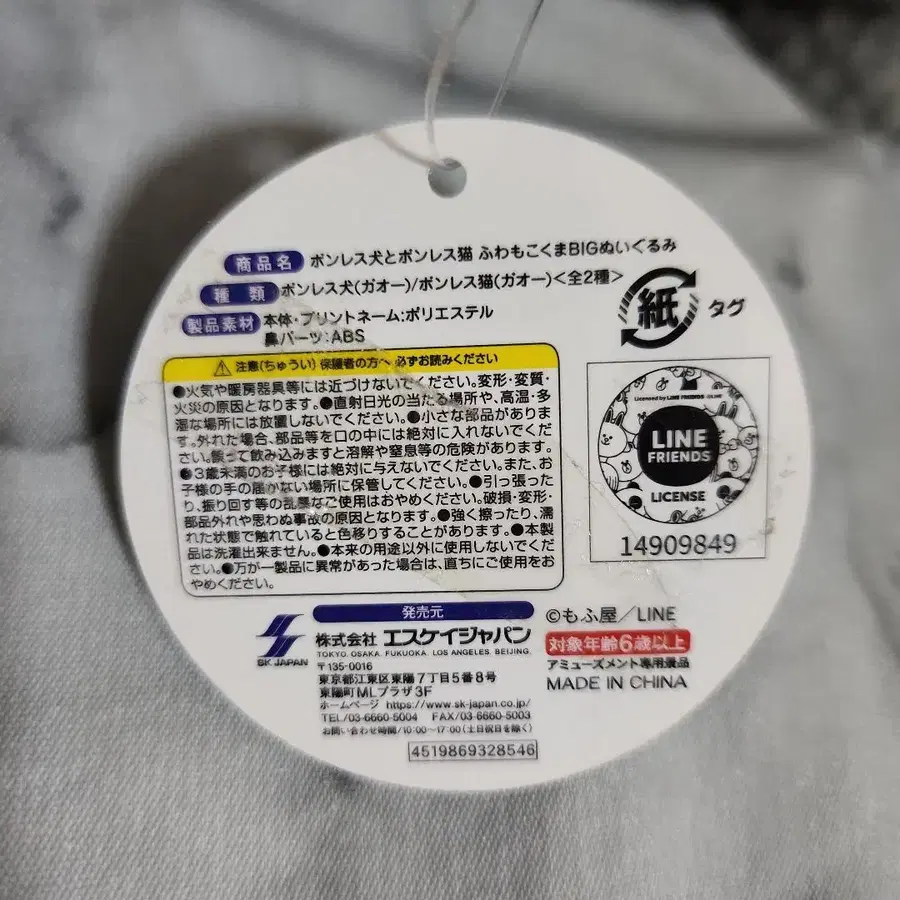 商品名 ボンレス犬とボンレス猫 ふわもこくまBIGぬいぐるみ
種類 ボンレス犬(ガオー)/ボンレス猫(ガオー)<全2種>
製品素材 本体・プリントネーム:ポリエステル
鼻パーツ:ABS
紙 タグ
注意(ちゅうい) 保護者の方へ 必ずお読みください
●火気や暖房器具等には近づけないでください。変形・変質・
火災の原因となります。●直射日光の当たる場所や、高温・多
湿な場所には放置しないでください。●小さな部品がありま
す。外れた場合、部品等を口の中には絶対に入れないでくだ
さい。誤って飲み込みますと溶解や窒息等の危険があります。
●3歳未満のお子様には絶対に与えないでください。また、お
子様の手の届かない場所に保管してください。●引っ張った
り、振り回す等の乱暴なご使用はおやめください。破損・変形・
部品外れや思わぬ事故の原因となります。●強く擦ったり、濡
れた状態で触れていると色移りすることがあります。●本製
品は洗濯出来ません。●本来の用途以外に使用しないでくだ
さい。●万が一製品に異常があった場合は、直ちにご使用をお
やめください。
Licensed by LINE FRIENDS
LINE
FRIENDS
LICENSE
14909849
発売元
SK JAPAN
株式会社 エスケイジャパン
TOKYO. OSAKA. FUKUOKA. LOS ANGELES. BEIJING.
〒135-0016
東京都江東区東陽7丁目5番8号
東陽町MLプラザ3F
ホームページ https://www.sk-japan.co.jp/
TEL/03-6660-5004 FAX/03-6660-5003
お問い合わせ時間/10:00~17:00(土日祝日を除く)
4519869328546
©もふ屋/LINE
対象年齢6歳以上
アミューズメント専用景品
MADE IN CHINA